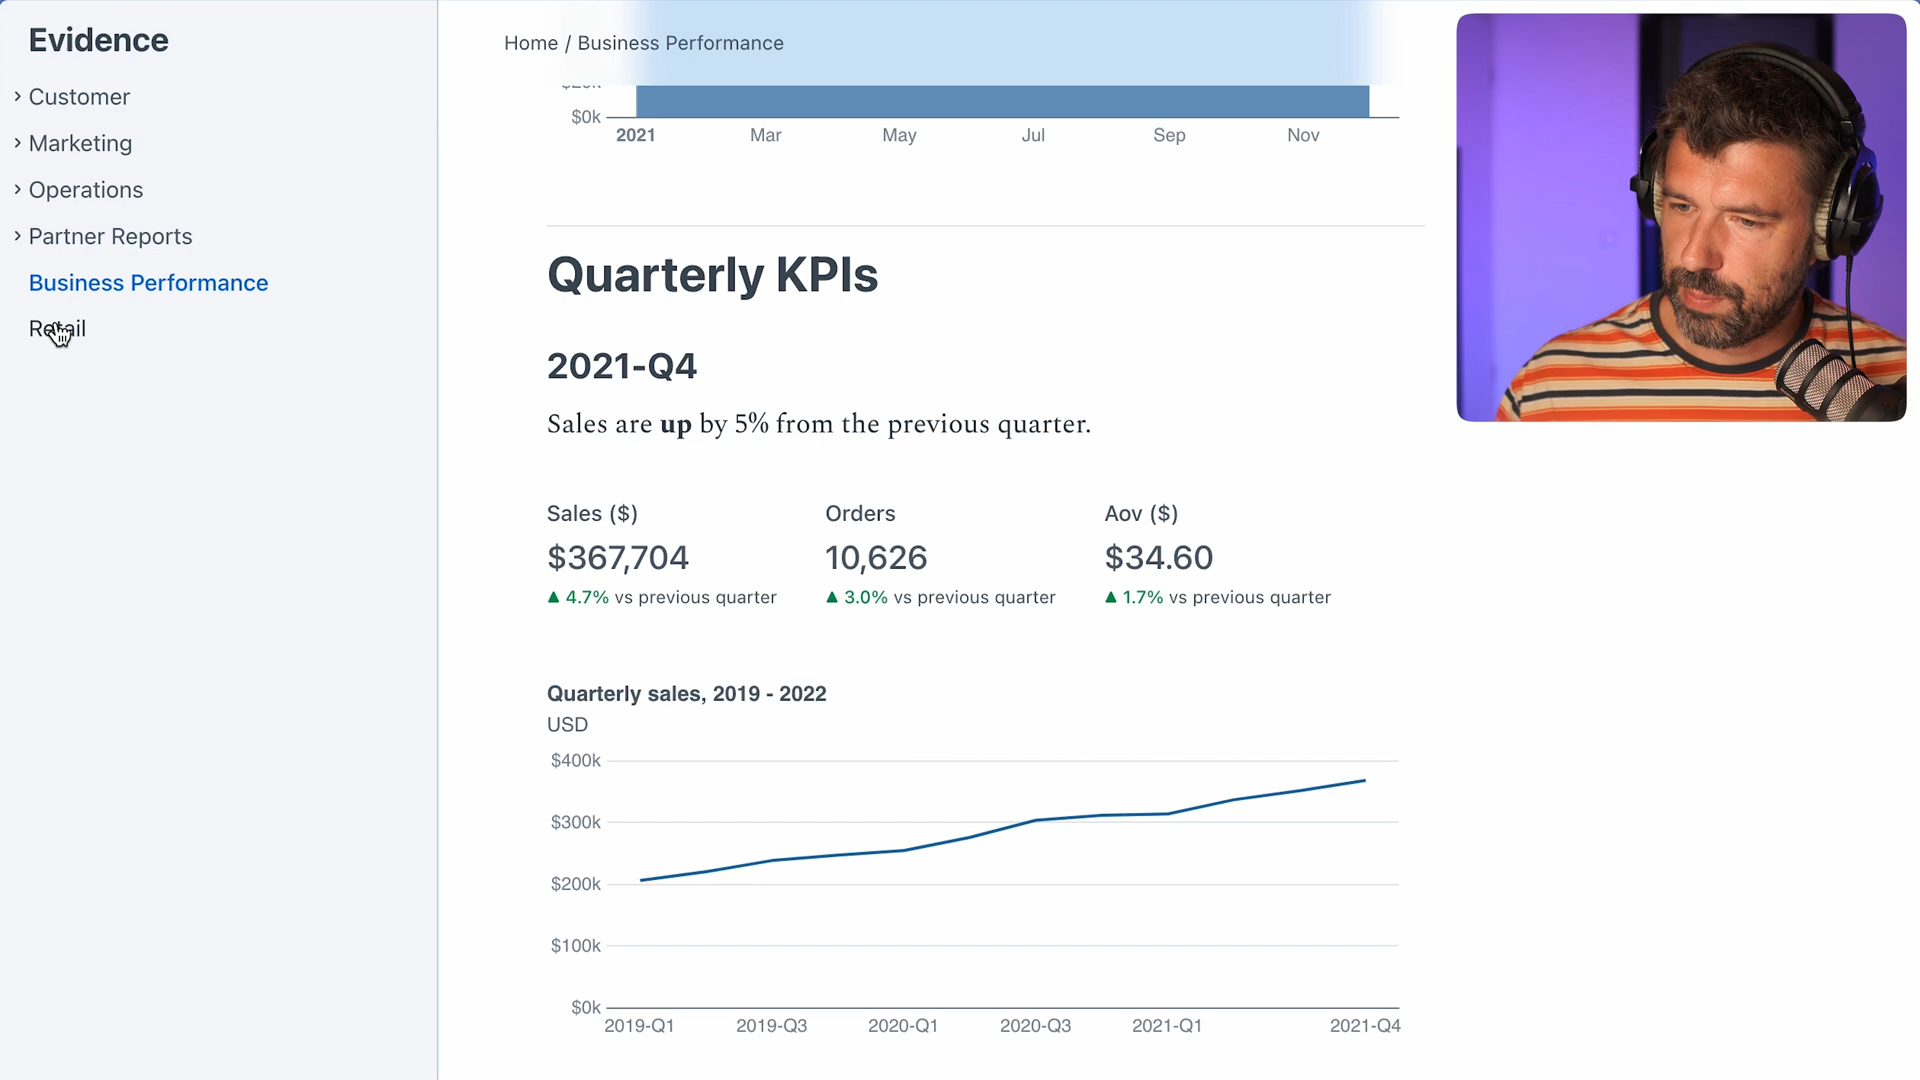 Evidence
Customer
Marketing
Operations
Partner Reports
Business Performance
Retail
Home / Business Performance
$0k
2021 Mar May Jul Sep Nov
Quarterly KPIs
2021-Q4
Sales are up by 5% from the previous quarter.
Sales ($) Orders Aov ($)
$367,704 10,626 $34.60
▲ 4.7% vs previous quarter ▲ 3.0% vs previous quarter ▲ 1.7% vs previous quarter
Quarterly sales, 2019 - 2022
USD
$400k
$300k
$200k
$100k
$0k
2019-Q1 2019-Q3 2020-Q1 2020-Q3 2021-Q1 2021-Q4